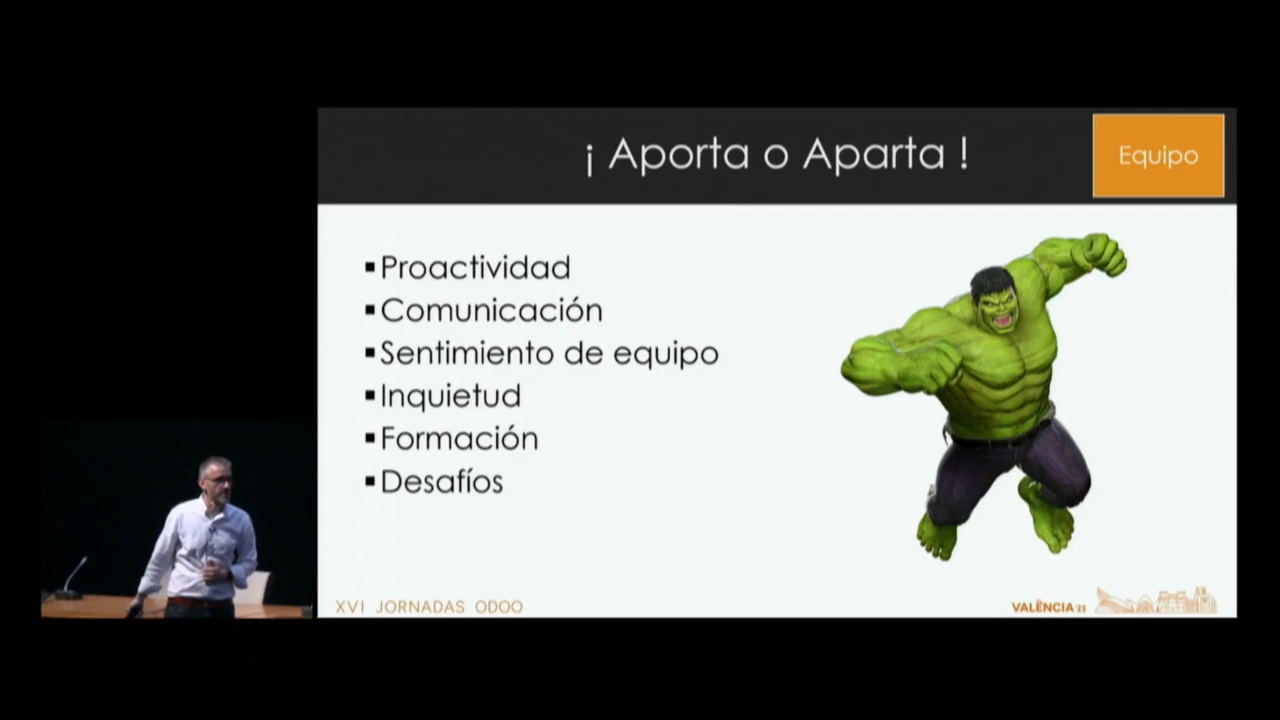 ¡ Aporta o Aparta !
Equipo
▪Proactividad
▪Comunicación
▪Sentimiento de equipo
▪Inquietud
▪Formación
▪Desafíos
XVI JORNADAS ODOO
VALÈNCIA'23